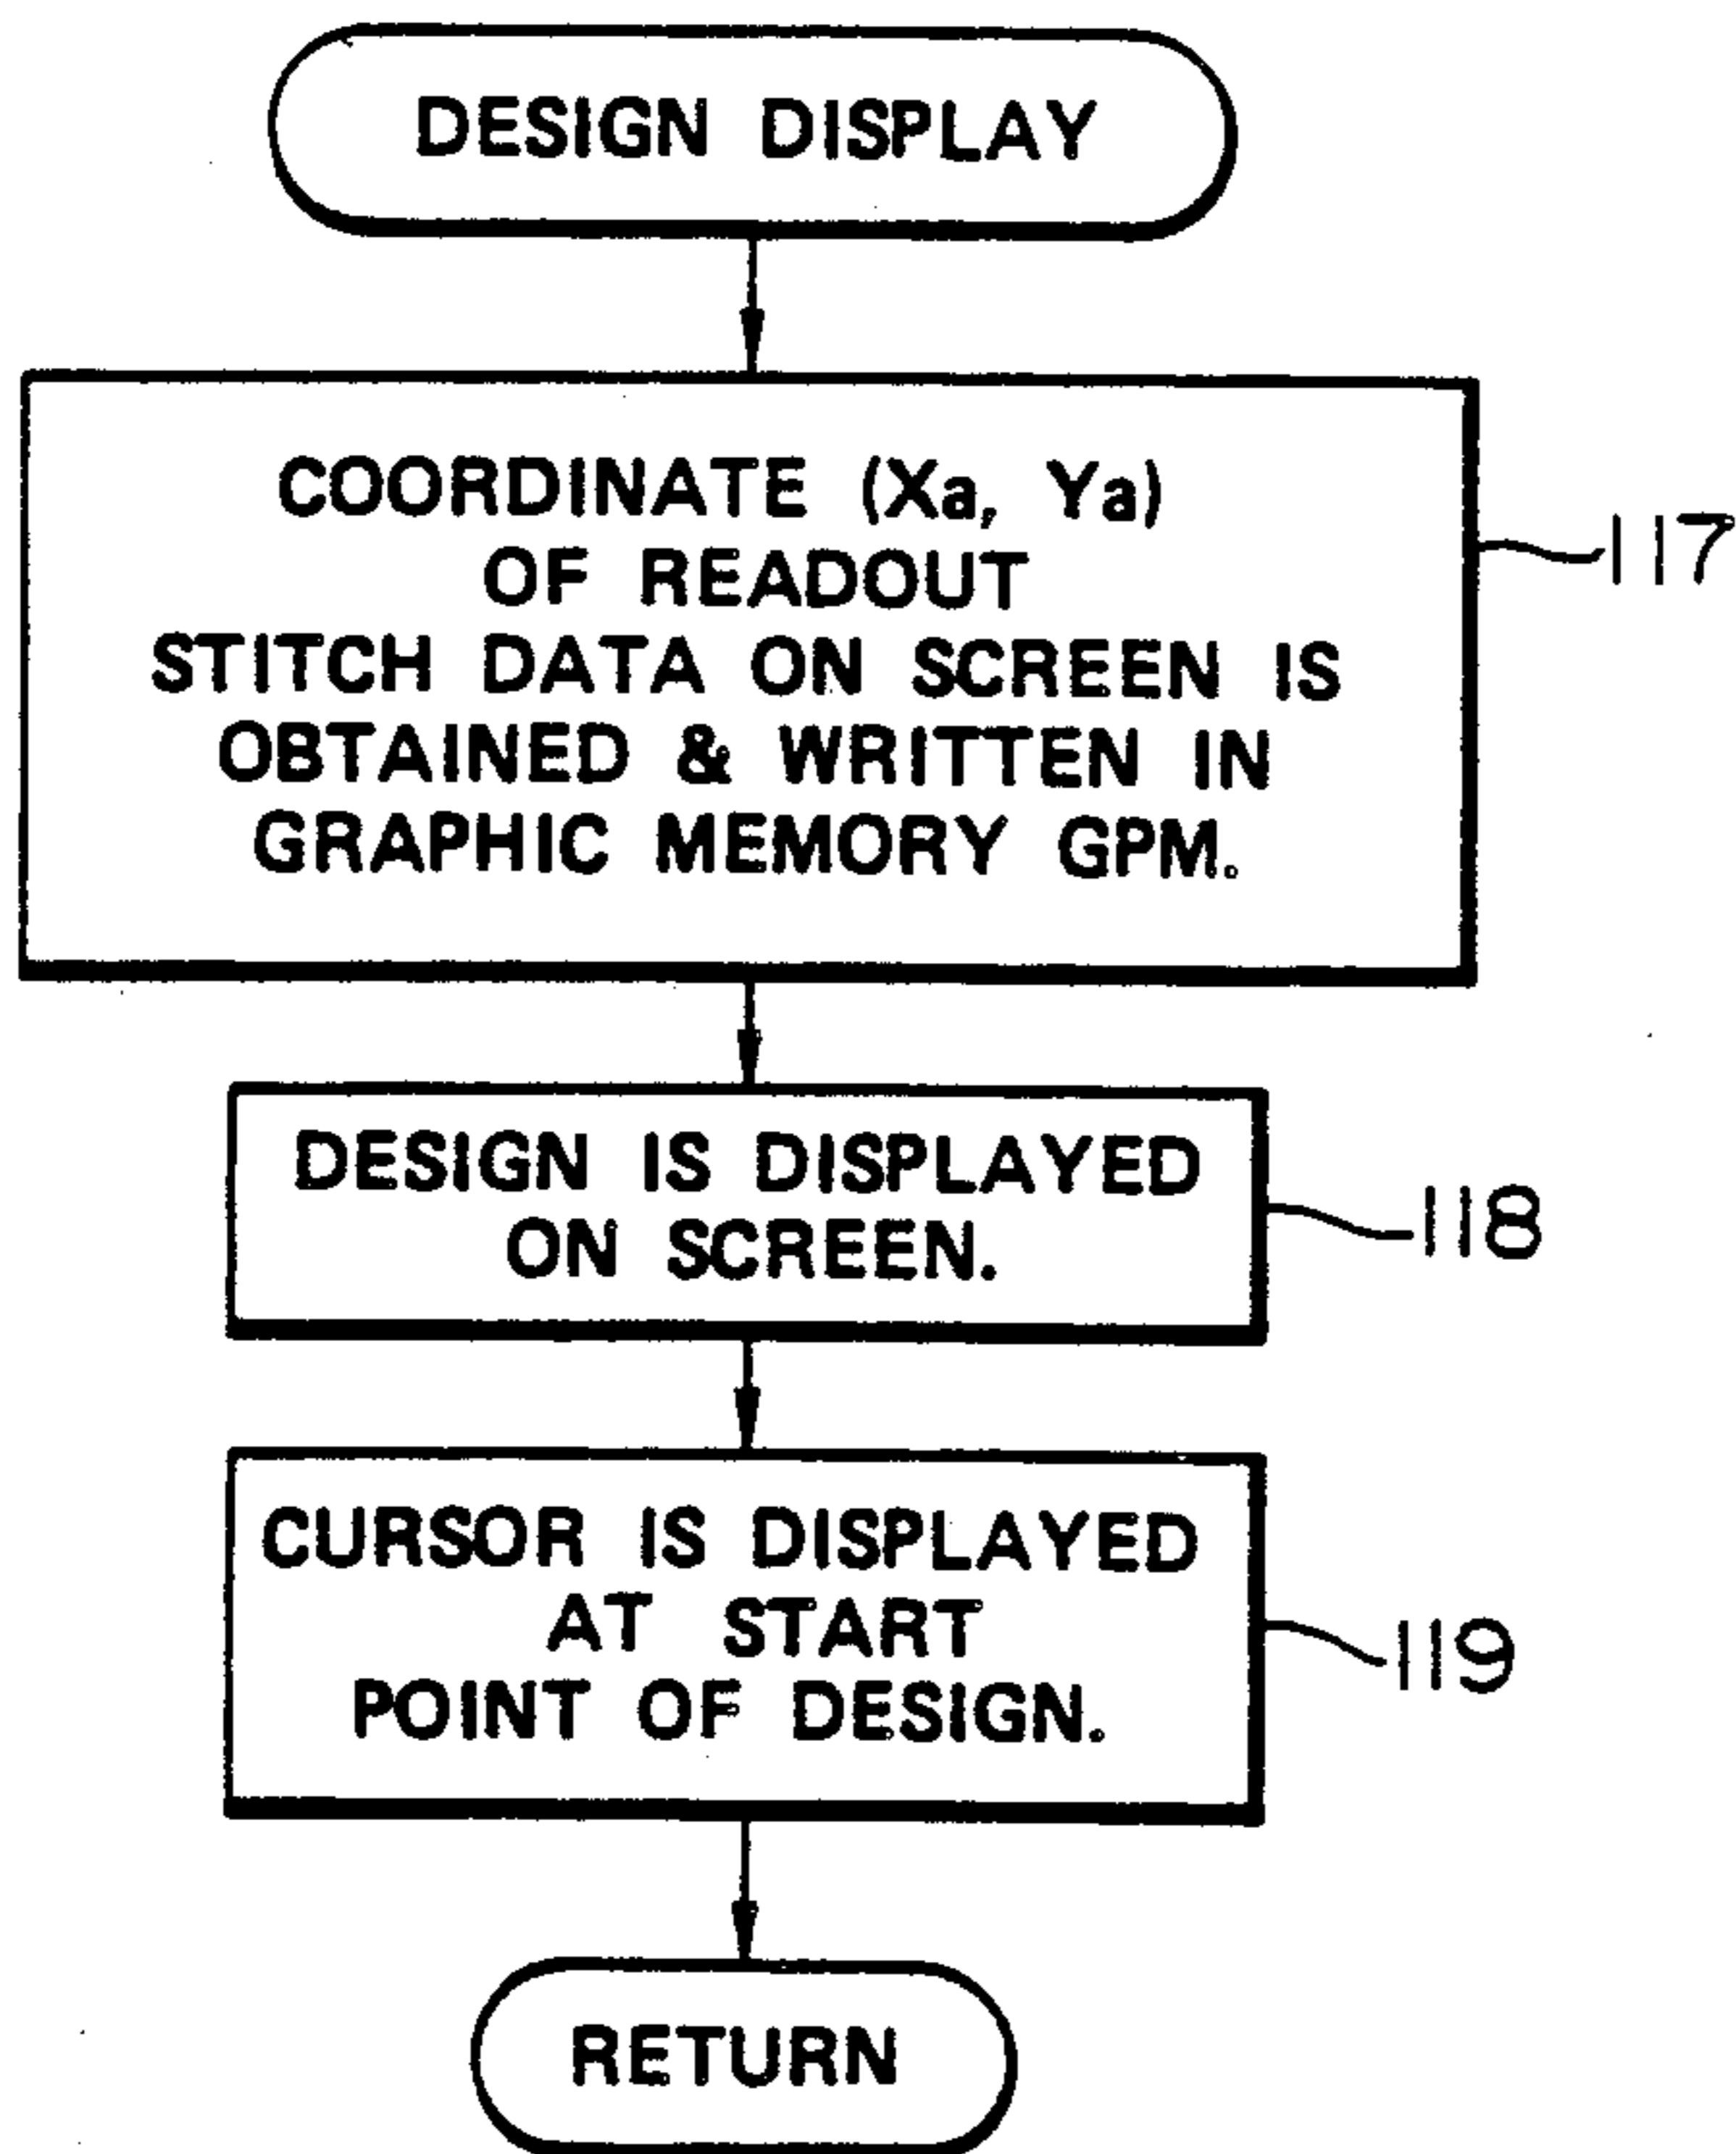 DESIGN DISPLAY
COORDINATE (Xa, Ya)
OF READOUT
STITCH DATA ON SCREEN IS
OBTAINED & WRITTEN IN
GRAPHIC MEMORY GPM.
117
DESIGN IS DISPLAYED
ON SCREEN.
118
CURSOR IS DISPLAYED
AT START
POINT OF DESIGN.
119
RETURN